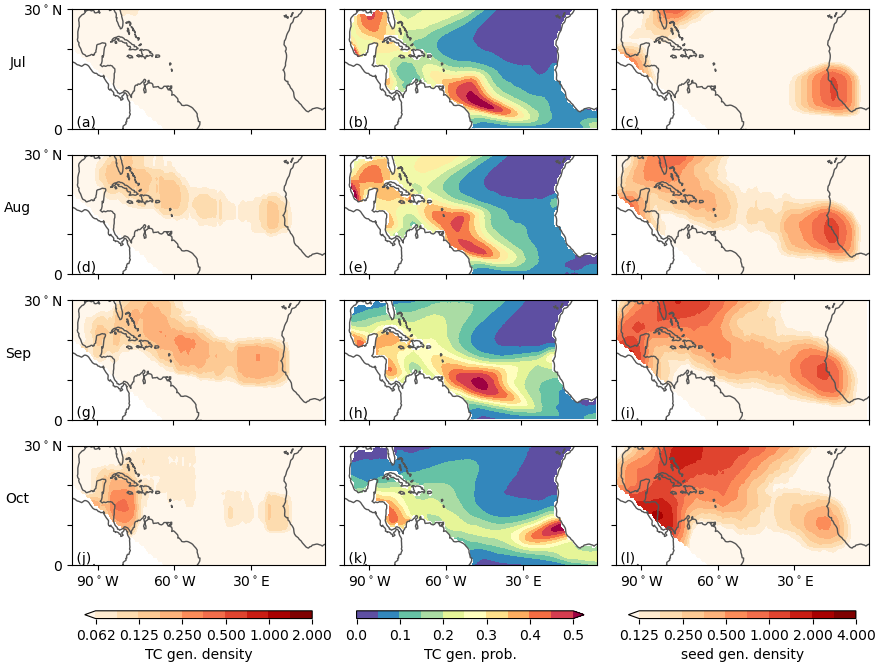 30°N
Jul
0
(a)
(b)
(c)
30°N
Aug
0
(d)
(e)
(f)
30°N
Sep
0
(g)
(h)
(i)
30°N
Oct
0
(j)
(k)
(l)
90°W 60°W 30°E
90°W 60°W 30°E
90°W 60°W 30°E
0.062 0.125 0.250 0.500 1.000 2.000
TC gen. density
0.0 0.1 0.2 0.3 0.4 0.5
TC gen. prob.
0.125 0.250 0.500 1.000 2.000 4.000
seed gen. density